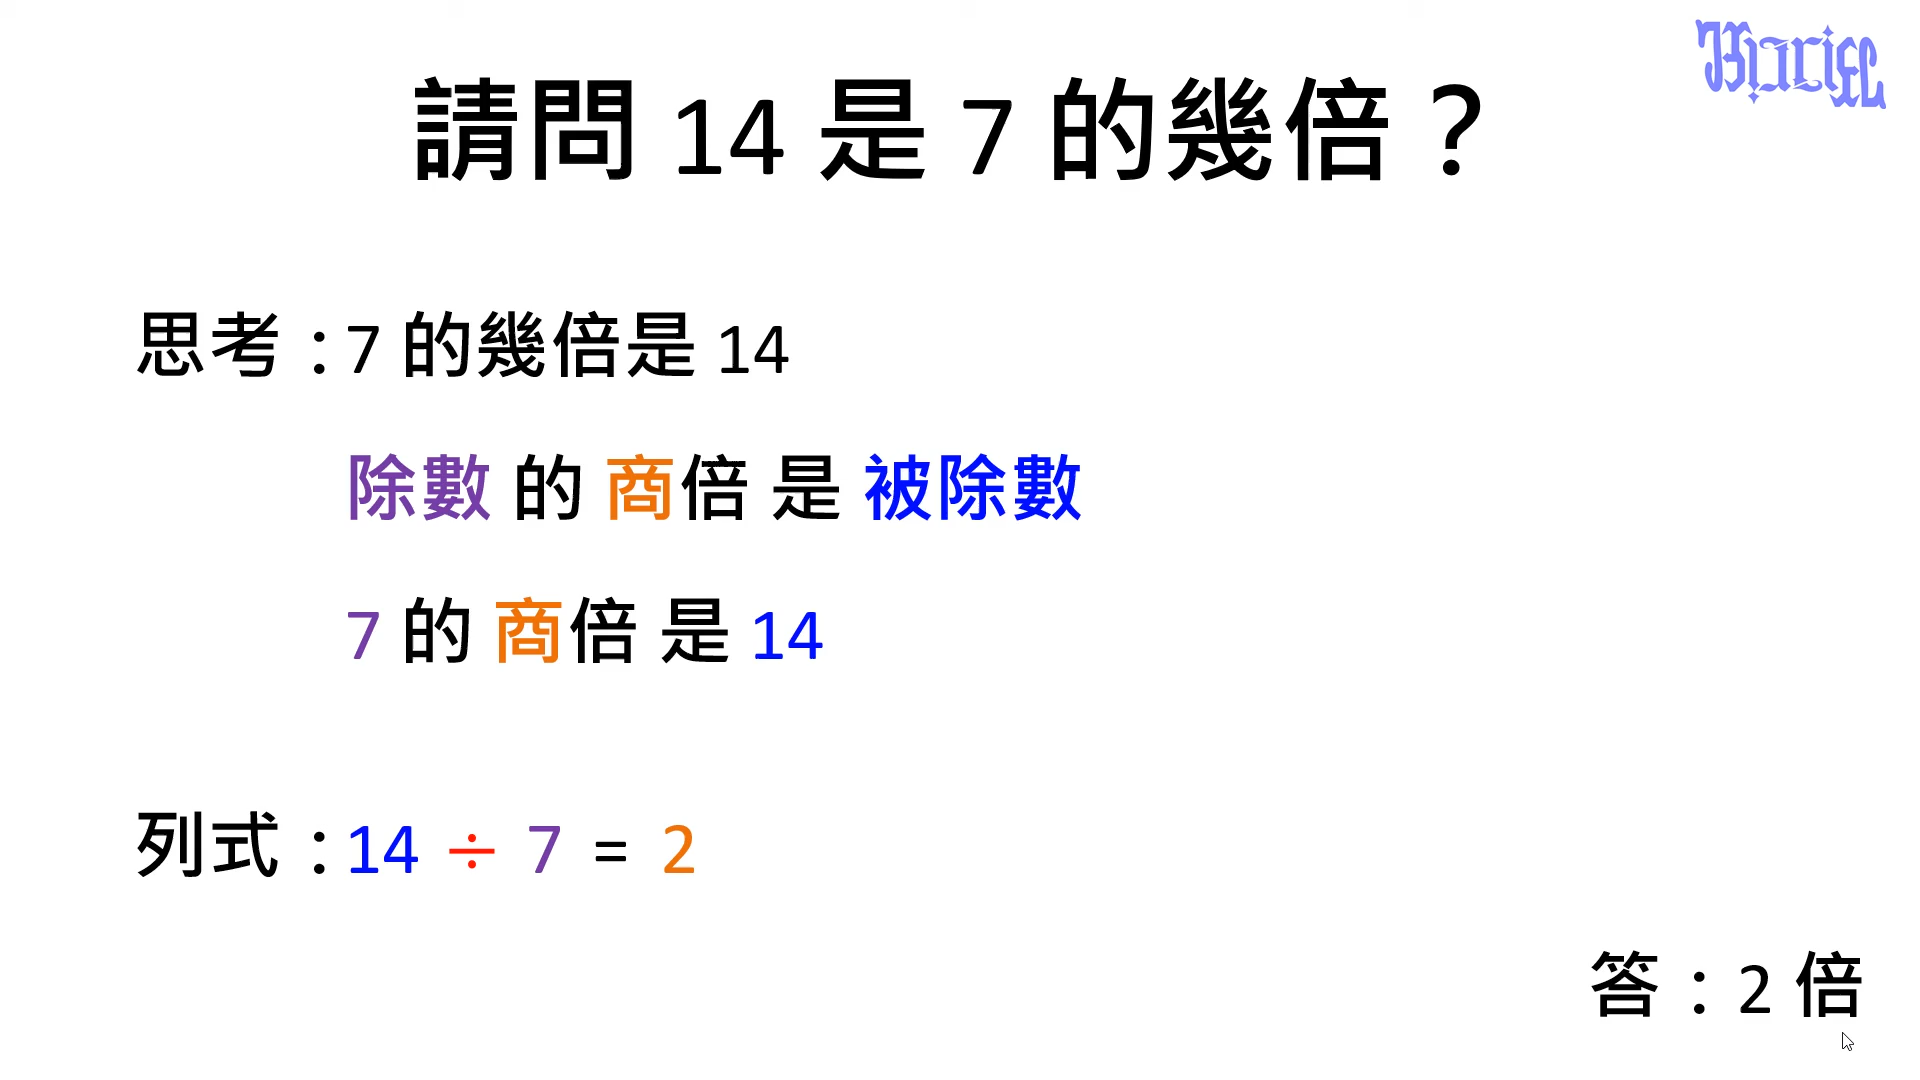 請問 14 是 7 的幾倍？
思考：7 的幾倍是 14
除數 的 商倍 是 被除數
7 的 商倍 是 14
列式：14 ÷ 7 = 2
答：2 倍